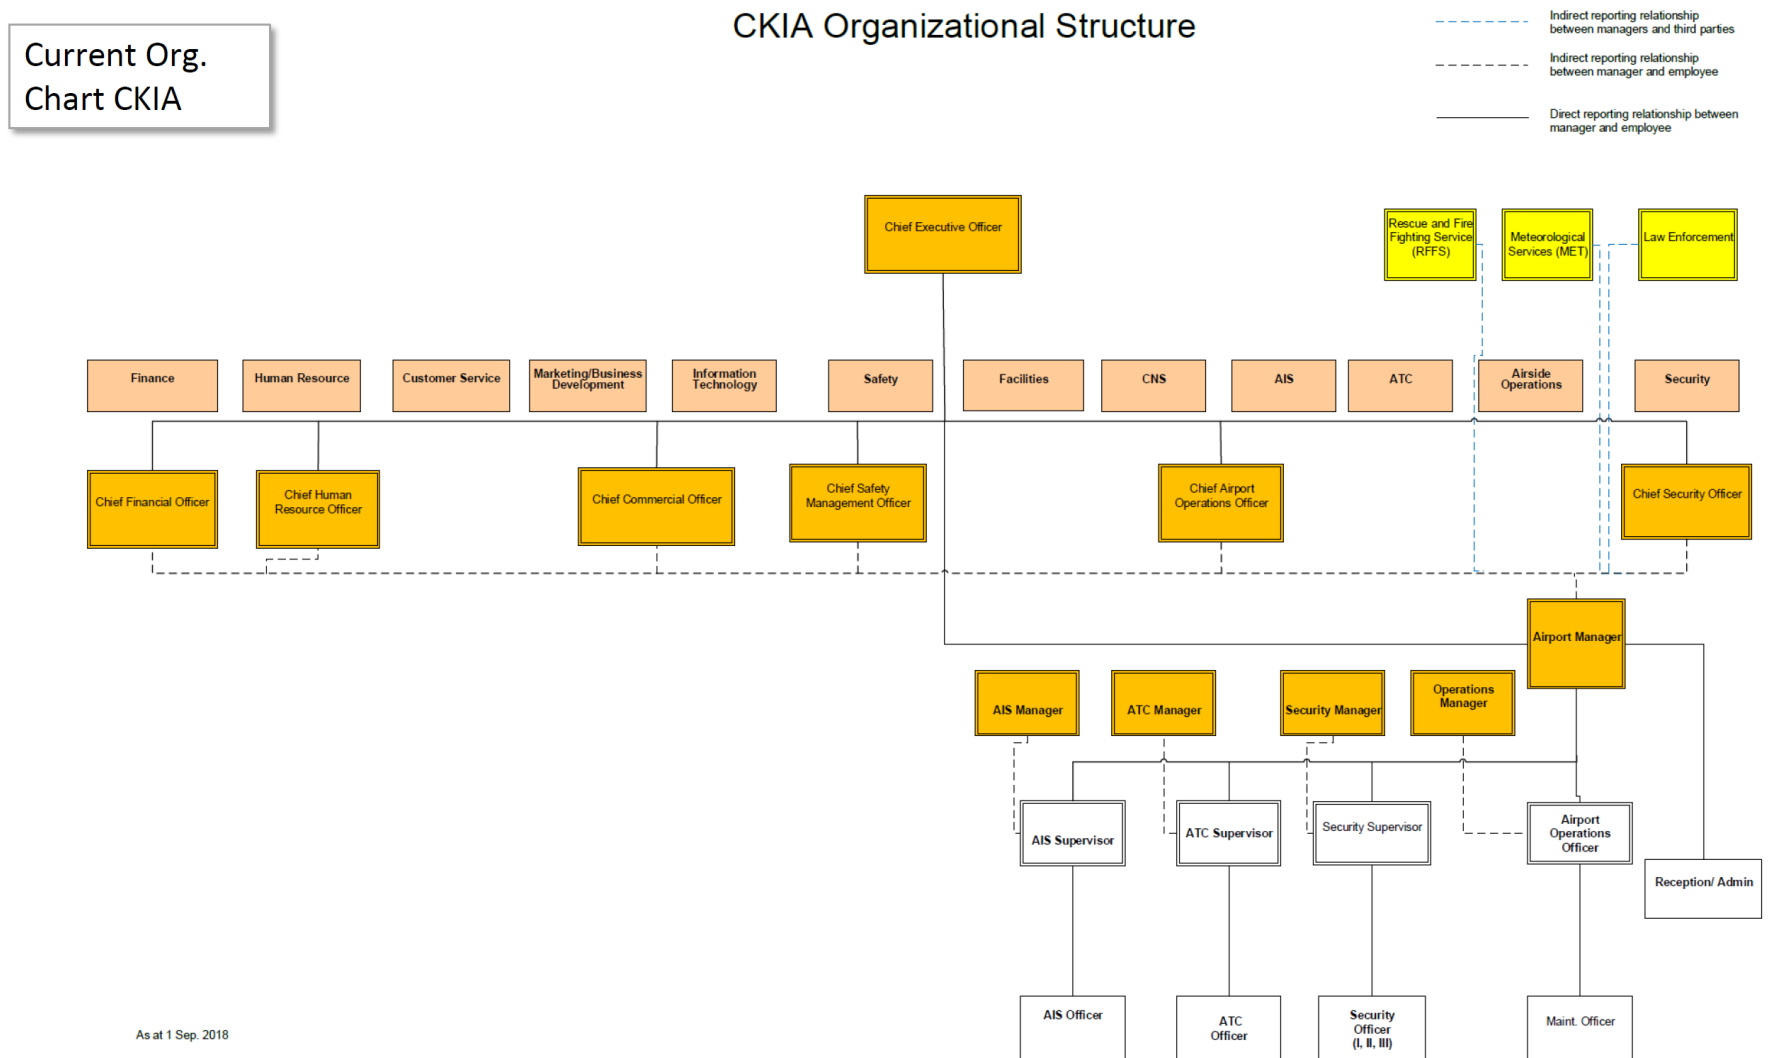 CKIA Organizational Structure
Current Org.
Chart CKIA
Indirect reporting relationship
between managers and third parties
Indirect reporting relationship
between manager and employee
Direct reporting relationship between
manager and employee
Chief Executive Officer
Rescue and Fire
Fighting Service
(RFFS)
Meteorological
Services (MET)
Law Enforcement
Finance
Human Resource
Customer Service
Marketing/Business
Development
Information
Technology
Safety
Facilities
CNS
AIS
ATC
Airside
Operations
Security
Chief Financial Officer
Chief Human
Resource Officer
Chief Commercial Officer
Chief Safety
Management Officer
Chief Airport
Operations Officer
Chief Security Officer
Airport Manager
AIS Manager
ATC Manager
Security Manager
Operations
Manager
AIS Supervisor
ATC Supervisor
Security Supervisor
Airport
Operations
Officer
Reception/ Admin
AIS Officer
ATC
Officer
Security
Officer
(I, II, III)
Maint. Officer
As at 1 Sep. 2018